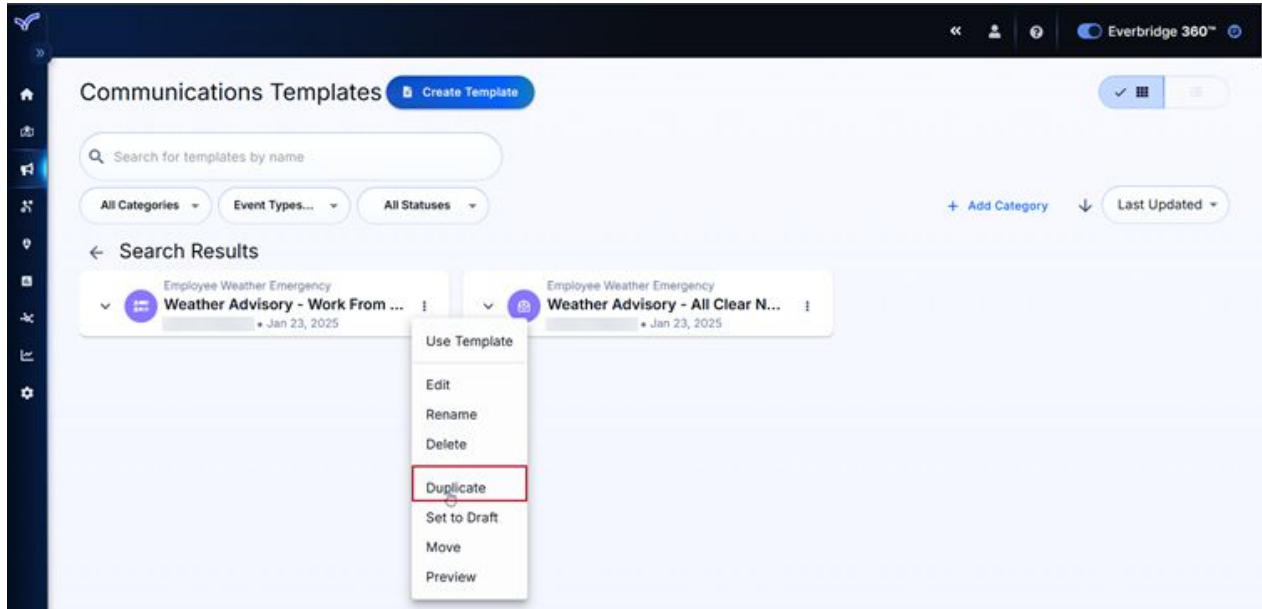 Everbridge 360™
Communications Templates
Create Template
Search for templates by name
All Categories
Event Types...
All Statuses
+ Add Category
Last Updated
Search Results
Employee Weather Emergency
Weather Advisory - Work From ...
• Jan 23, 2025
Employee Weather Emergency
Weather Advisory - All Clear N...
• Jan 23, 2025
Use Template
Edit
Rename
Delete
Duplicate
Set to Draft
Move
Preview